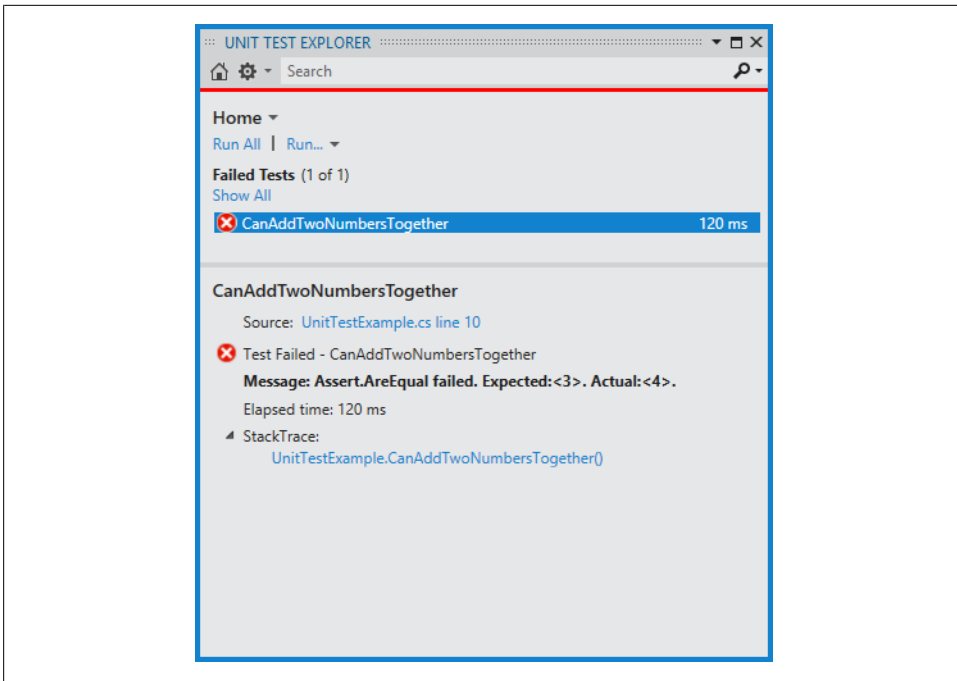 UNIT TEST EXPLORER
Search
Home
Run All | Run...
Failed Tests (1 of 1)
Show All
CanAddTwoNumbersTogether 120 ms
CanAddTwoNumbersTogether
Source: UnitTestExample.cs line 10
Test Failed - CanAddTwoNumbersTogether
Message: Assert.AreEqual failed. Expected:<3>. Actual:<4>.
Elapsed time: 120 ms
StackTrace:
UnitTestExample.CanAddTwoNumbersTogether()